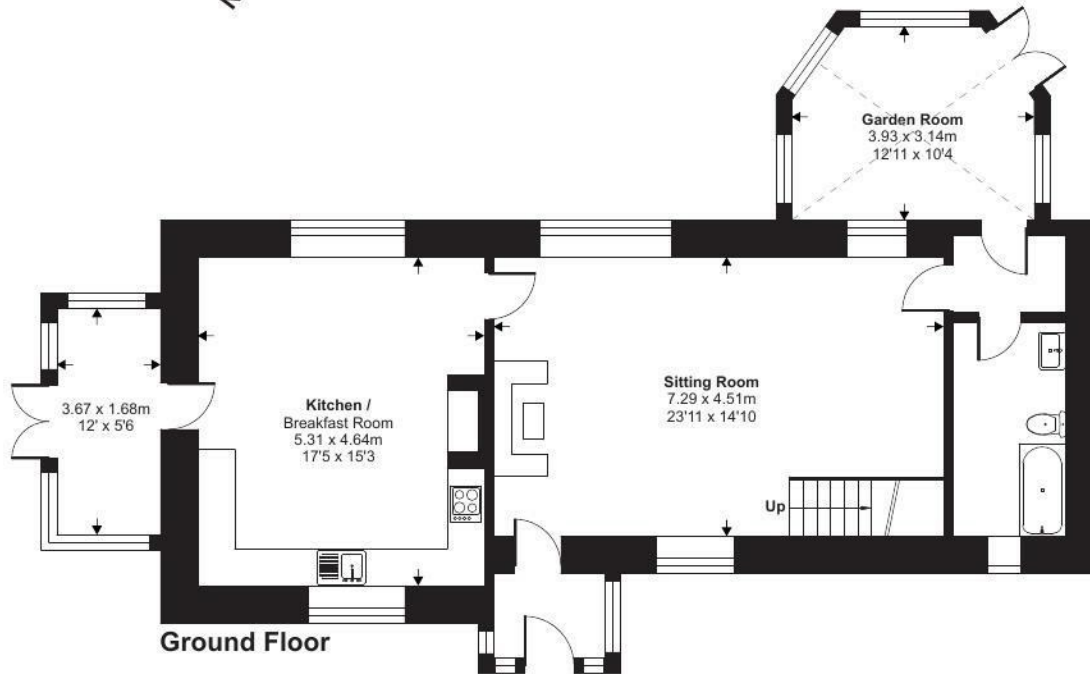 Garden Room
3.93 x 3.14m
12'11 x 10'4
3.67 x 1.68m
12' x 5'6
Kitchen /
Breakfast Room
5.31 x 4.64m
17'5 x 15'3
Sitting Room
7.29 x 4.51m
23'11 x 14'10
Up
Ground Floor